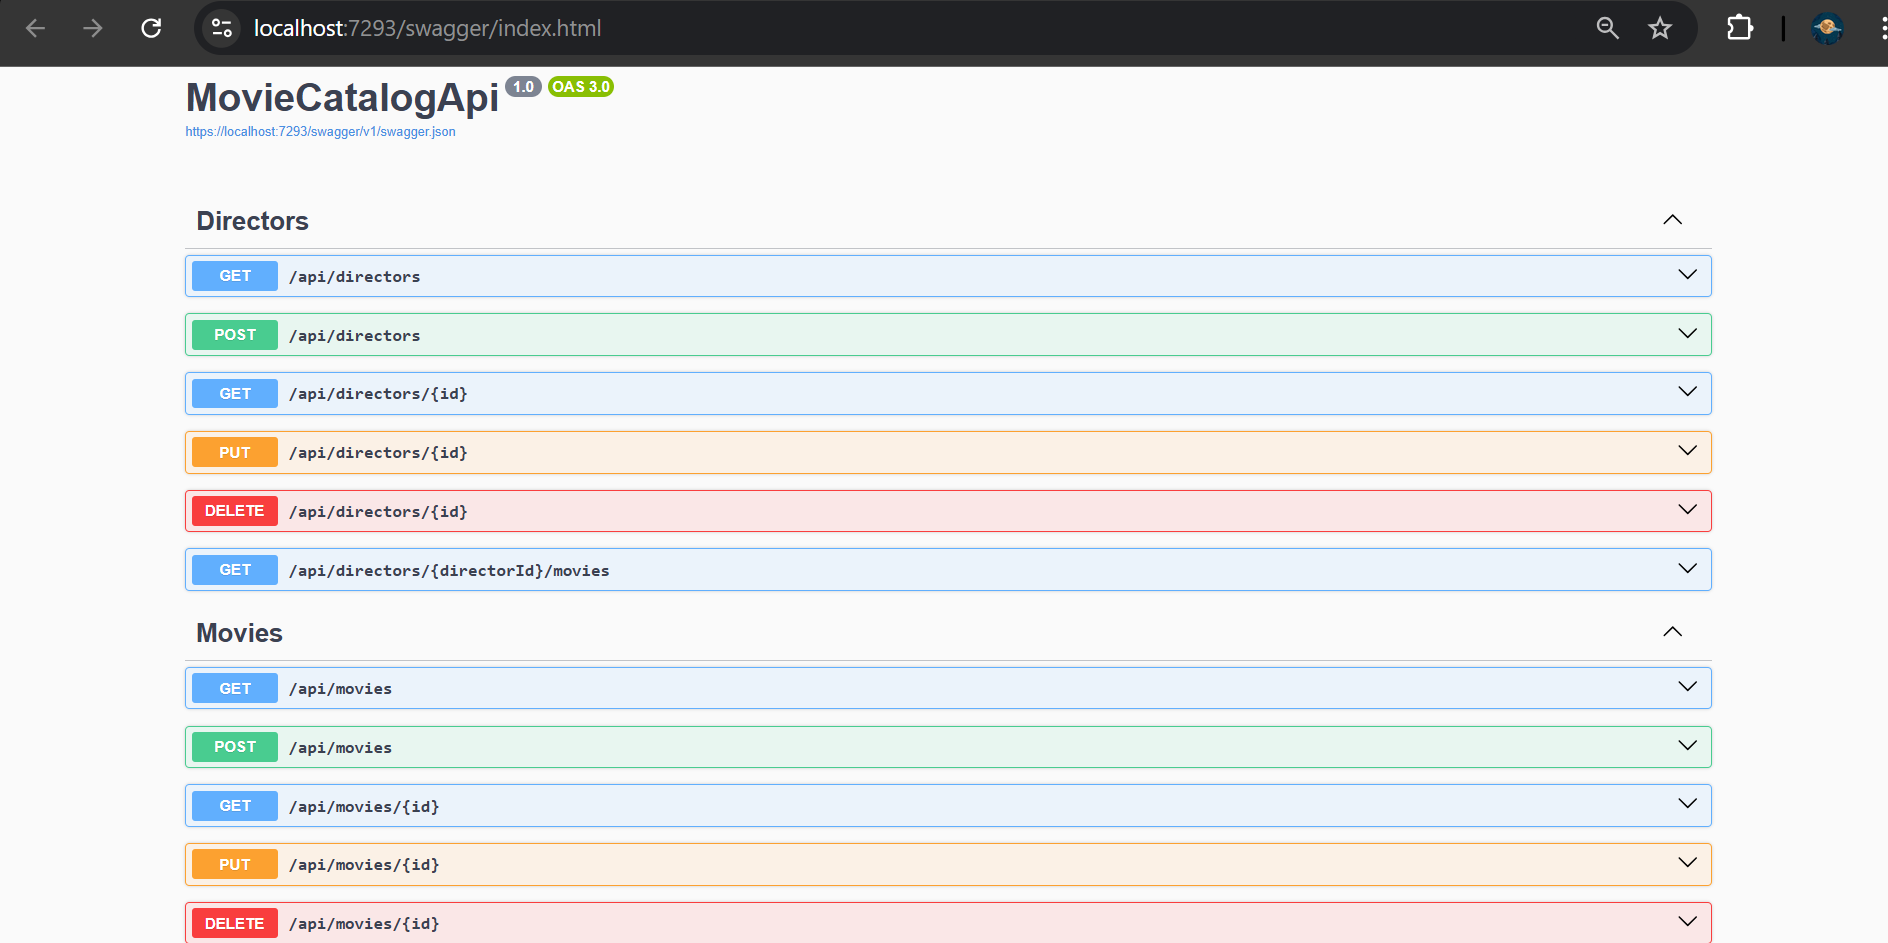 localhost:7293/swagger/index.html
MovieCatalogApi 1.0 OAS 3.0
https://localhost:7293/swagger/v1/swagger.json
Directors
GET /api/directors
POST /api/directors
GET /api/directors/{id}
PUT /api/directors/{id}
DELETE /api/directors/{id}
GET /api/directors/{directorId}/movies
Movies
GET /api/movies
POST /api/movies
GET /api/movies/{id}
PUT /api/movies/{id}
DELETE /api/movies/{id}